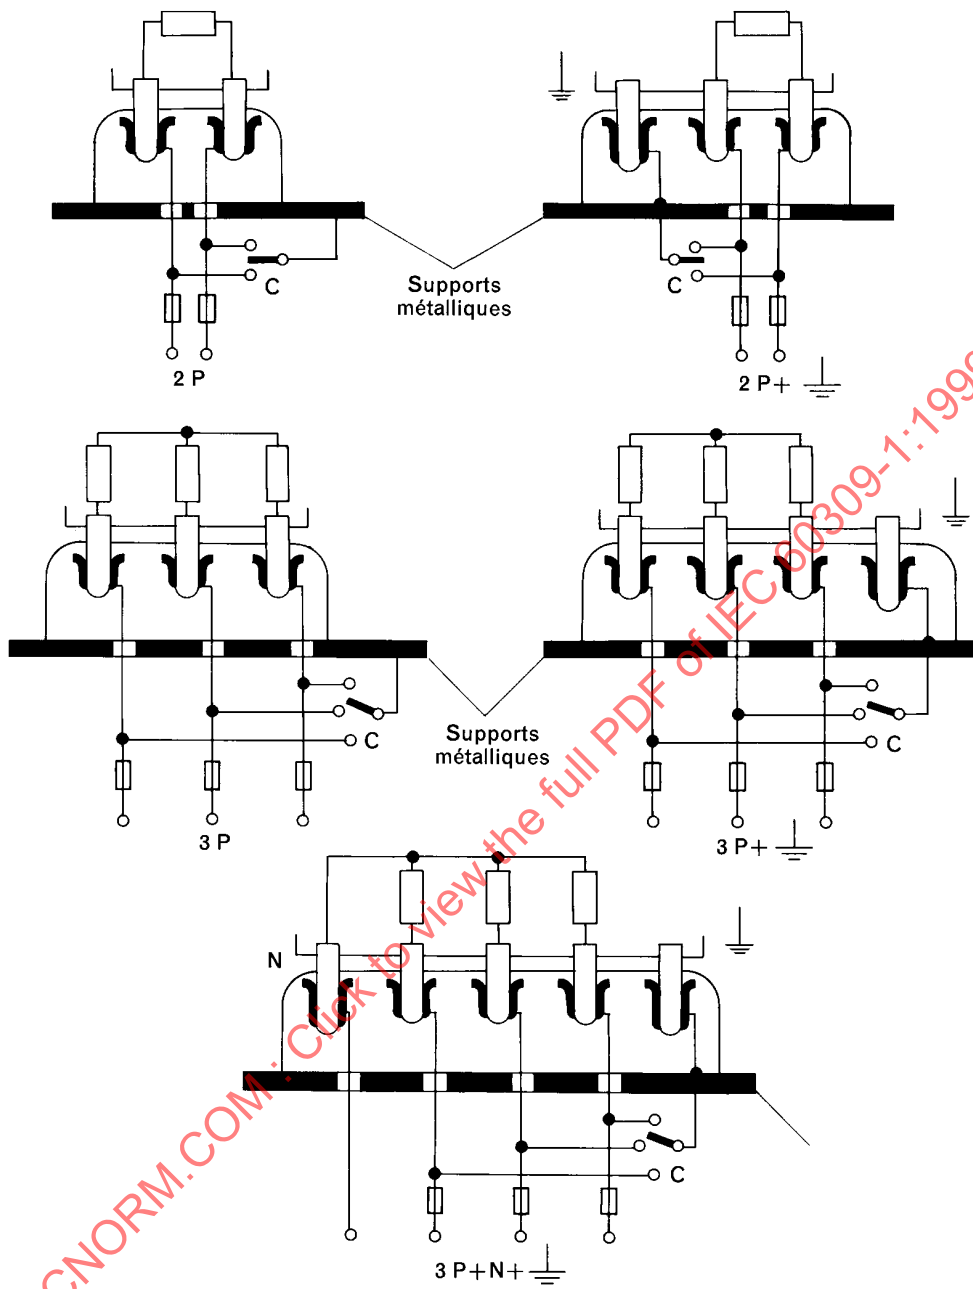 C
Supports
métalliques
C
2 P
2 P+
C
Supports
métalliques
C
3 P
3 P+
N
C
3 P+N+
CNORM.COM : Click to view the full PDF of IEC 60309-1:1999